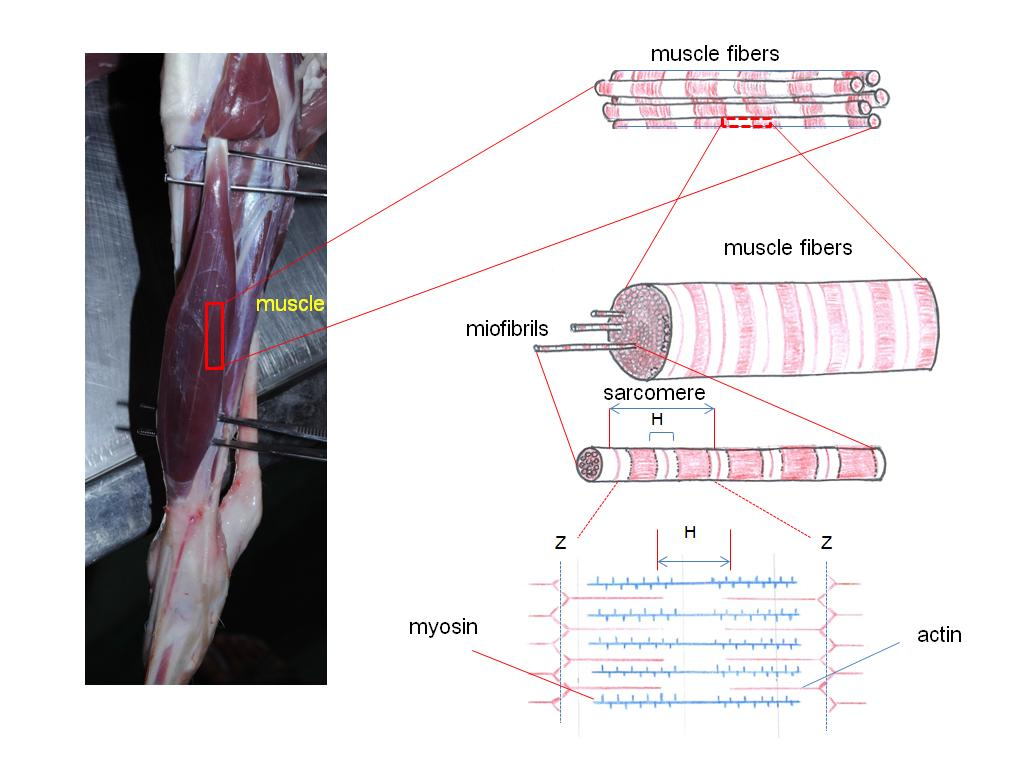 muscle fibers
muscle fibers
muscle
miofibrils
sarcomere
H
H
Z
Z
myosin
actin